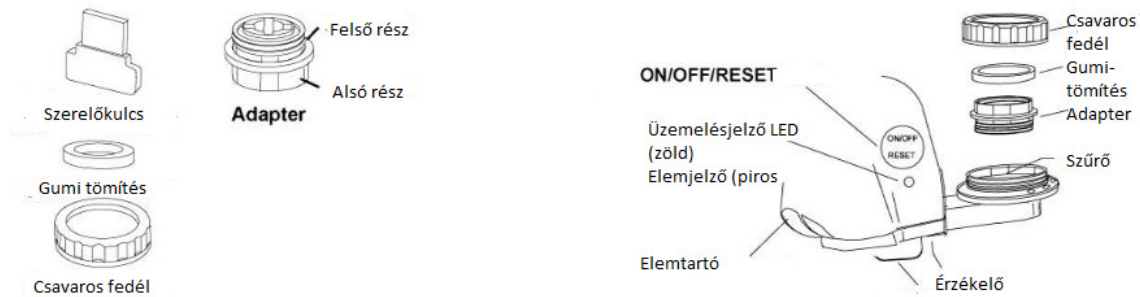 Felső rész
Alsó rész
Szerelőkulcs
Adapter
Gumi tömítés
Csavaros fedél
ON/OFF/RESET
Üzemelésjelző LED
(zöld)
Elemjelző (piros
Elemtartó
ON/OFF
RESET
Csavaros
fedél
Gumi-
tömítés
Adapter
Szűrő
Érzékelő